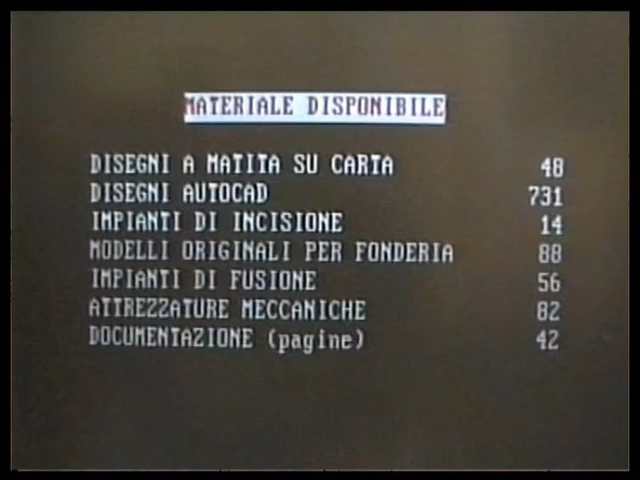 MATERIALE DISPONIBILE
DISEGNI A MATITA SU CARTA 48
DISEGNI AUTOCAD 731
IMPIANTI DI INCISIONE 14
MODELLI ORIGINALI PER FONDERIA 88
IMPIANTI DI FUSIONE 56
ATTREZZATURE MECCANICHE 82
DOCUMENTAZIONE (pagine) 42